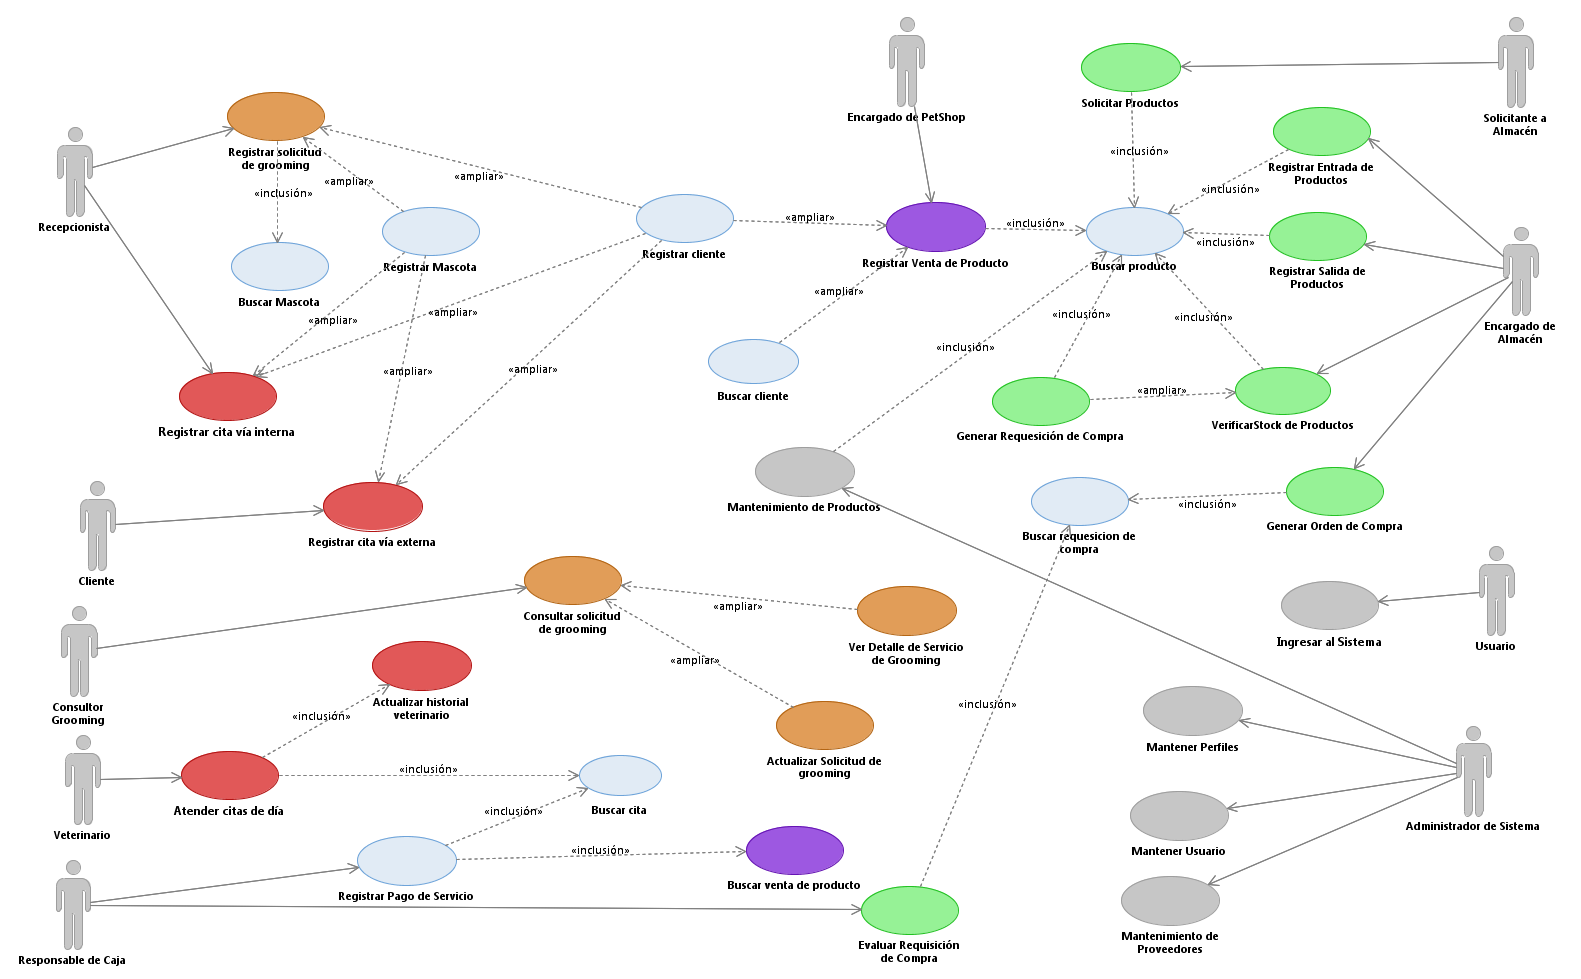 Encargado de PetShop
Solicitar Productos
Solicitante a
Almacén
Registrar solicitud
de grooming
«inclusión»
«ampliar»
«ampliar»
«inclusión»
Registrar Entrada de
Productos
«inclusión»
Recepcionista
Registrar Mascota
Registrar cliente
«ampliar»
Registrar Venta de Producto
«inclusión»
Buscar producto
«inclusión»
Registrar Salida de
Productos
Buscar Mascota
«ampliar»
«ampliar»
«ampliar»
«inclusión»
«inclusión»
Encargado de
Almacén
«ampliar»
«ampliar»
«inclusión»
Buscar cliente
«ampliar»
Registrar cita vía interna
Generar Requesición de Compra
VerificarStock de Productos
Mantenimiento de Productos
«inclusión»
Generar Orden de Compra
Buscar requesicion de
compra
Registrar cita vía externa
Cliente
Consultar solicitud
de grooming
«ampliar»
Ver Detalle de Servicio
de Grooming
Ingresar al Sistema
Usuario
«ampliar»
Consultor
Grooming
Actualizar historial
veterinario
«inclusión»
«inclusión»
Actualizar Solicitud de
grooming
Mantener Perfiles
«inclusión»
Veterinario
Atender citas de día
Buscar cita
«inclusión»
Administrador de Sistema
«inclusión»
Mantener Usuario
Registrar Pago de Servicio
Buscar venta de producto
Responsable de Caja
Evaluar Requisición
de Compra
Mantenimiento de
Proveedores